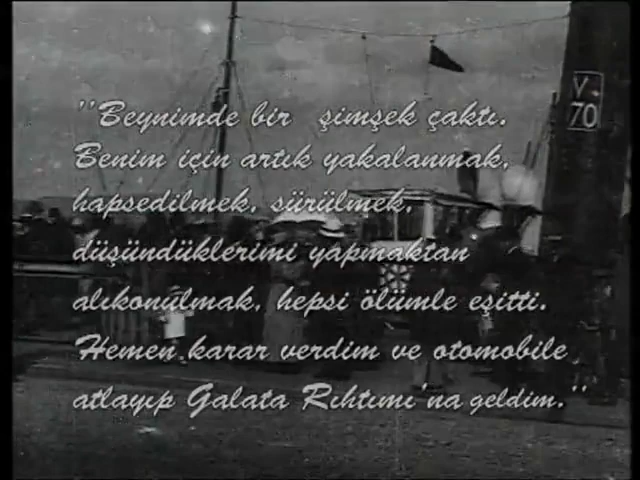 "Beynimde bir şimşek çaktı.
Benim için artık yakalanmak,
hapsedilmek, sürülmek,
düşündüklerimi yapmaktan
alıkonulmak, hepsi ölümle eşitti.
Hemen karar verdim ve otomobile
atlayıp Galata Rıhtımı'na geldim."
V
70